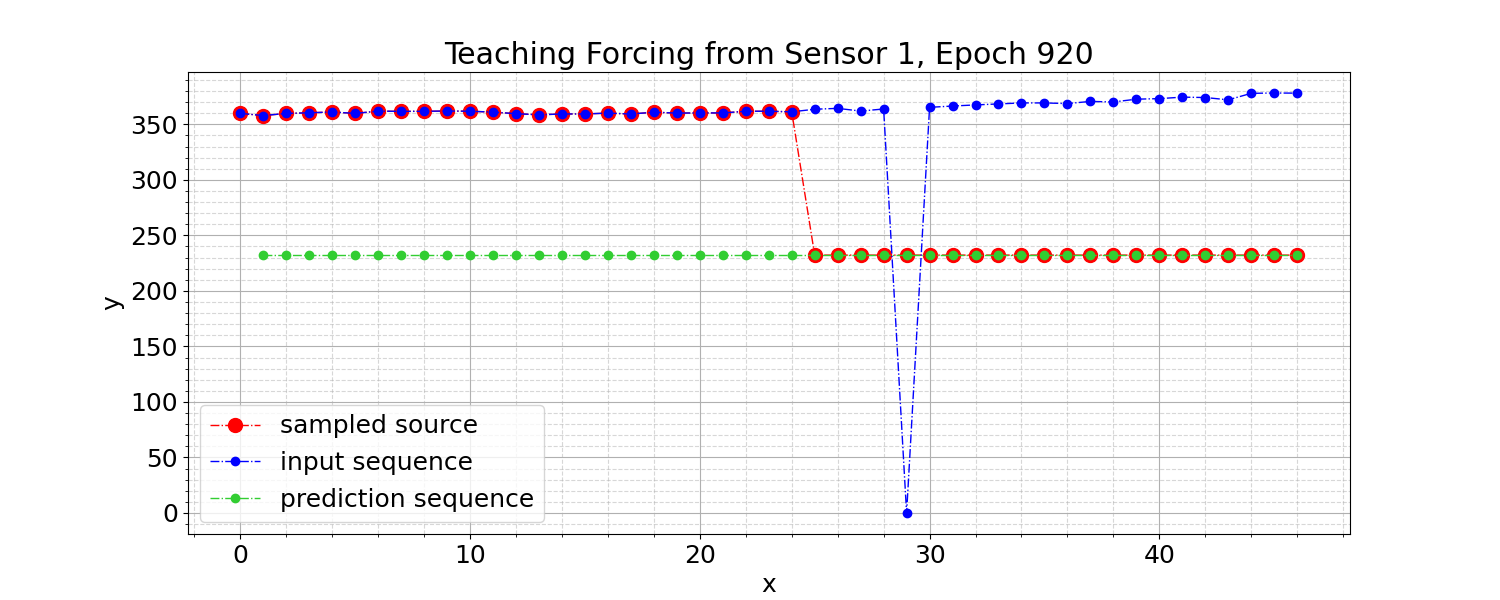 Teaching Forcing from Sensor 1, Epoch 920
y
350
300
250
200
150
100
50
0
sampled source
input sequence
prediction sequence
0 10 20 30 40
x